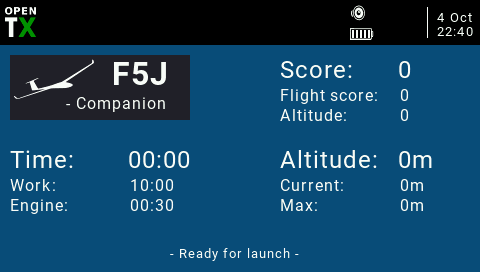 OPEN
TX
4 Oct
22:40
F5J
- Companion
Score: 0
Flight score: 0
Altitude: 0
Time: 00:00
Work: 10:00
Engine: 00:30
Altitude: 0m
Current: 0m
Max: 0m
- Ready for launch -